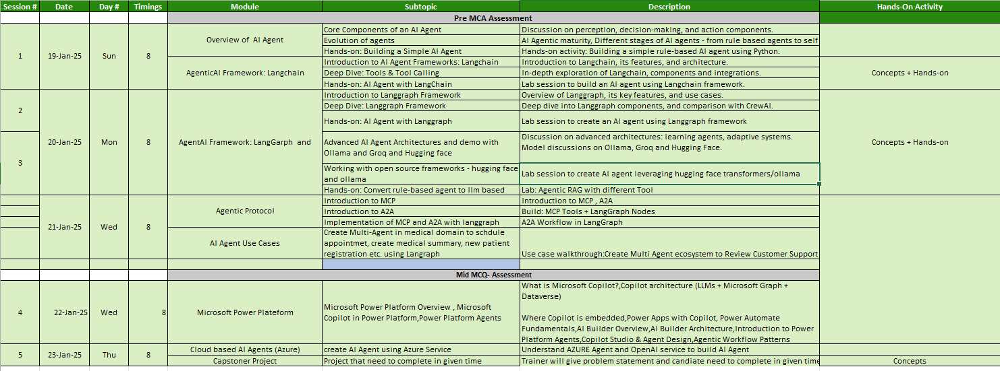 Session # Date Day # Timings Module Subtopic Description Hands-On Activity
Pre MCA Assessment
1 19-Jan-25 Sun 8
Overview of AI Agent
Core Components of an AI Agent Discussion on perception, decision-making, and action components.
Evolution of agents AI Agentic maturity, Different stages of AI agents - from rule based agents to self
Hands-on: Building a Simple AI Agent Hands-on activity: Building a simple rule-based AI agent using Python.
AgenticAI Framework: Langchain
Introduction to AI Agent Frameworks: Langchain Introduction to Langchain, its features, and architecture.
Deep Dive: Tools & Tool Calling In-depth exploration of Langchain, components and integrations.
Hands-on: AI Agent with LangChain Lab session to build an AI agent using Langchain framework.
Concepts + Hands-on
2
3
20-Jan-25 Mon 8
AgentAI Framework: LangGarph and
Introduction to Langgraph Framework Overview of Langgraph, its key features, and use cases.
Deep Dive: Langgraph Framework Deep dive into Langgraph components, and comparison with CrewAI.
Hands-on: AI Agent with Langgraph Lab session to create an AI agent using Langgraph framework
Advanced AI Agent Architectures and demo with
Ollama and Groq and Hugging face
Discussion on advanced architectures: learning agents, adaptive systems.
Model discussions on Ollama, Groq and Hugging Face.
Working with open source frameworks - hugging face
and ollama
Lab session to create AI agent leveraging hugging face transformers/ollama
Hands-on: Convert rule-based agent to llm based Lab: Agentic RAG with different Tool
Concepts + Hands-on
21-Jan-25 Wed 8
Agentic Protocol
Introduction to MCP Introduction to MCP , A2A
Introduction to A2A Build: MCP Tools + LangGraph Nodes
Implementation of MCP and A2A with langgraph A2A Workflow in LangGraph
AI Agent Use Cases
Create Multi-Agent in medical domain to schdule
appointmet, create medical summary, new patient
registration etc. using Langraph
Use case walkthrough:Create Multi Agent ecosystem to Review Customer Support
Mid MCQ- Assessment
4 22-Jan-25 Wed 8
Microsoft Power Plateform
Microsoft Power Platform Overview , Microsoft
Copilot in Power Platform,Power Platform Agents
What is Microsoft Copilot?,Copilot architecture (LLMs + Microsoft Graph +
Dataverse)
Where Copilot is embedded,Power Apps with Copilot, Power Automate
Fundamentals,AI Builder Overview,AI Builder Architecture,Introduction to Power
Platform Agents,Copilot Studio & Agent Design,Agentic Workflow Patterns
5 23-Jan-25 Thu 8
Cloud based AI Agents (Azure) create AI Agent using Azure Service Understand AZURE Agent and OpenAI service to build AI Agent
Capstoner Project Project that need to complete in given time Trainer will give problem statement and candiate need to complete in given time Concepts